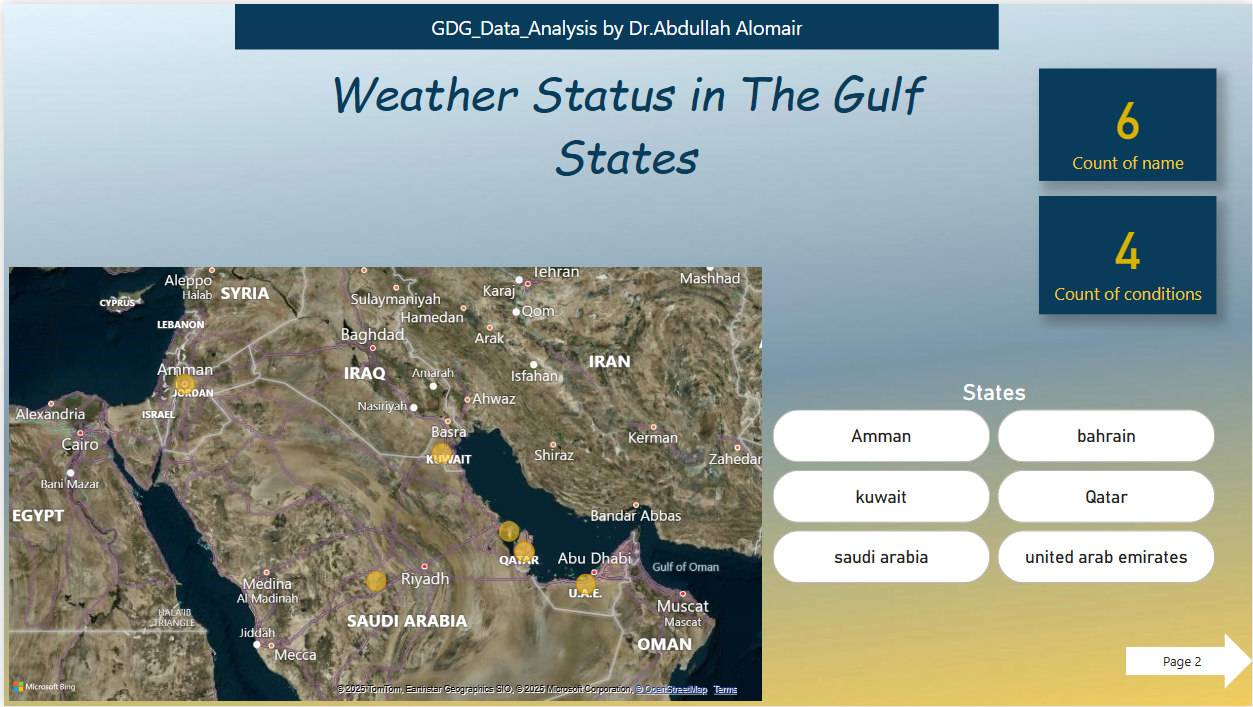 GDG_Data_Analysis by Dr.Abdullah Alomair
Weather Status in The Gulf
States
6
Count of name
4
Count of conditions
Aleppo
Halab
SYRIA
CYPRUS
LEBANON
Sulaymaniyah
Hamedan
Karaj
Tehran
Qom
Mashhad
Baghdad
Arak
IRAN
Amman
JORDAN
IRAQ
Amarah
Isfahan
Alexandria
ISRAEL
Nasiriyah
Ahwaz
Cairo
Basra
Kerman
KUWAIT
Shiraz
Zahedan
Bani Mazar
EGYPT
Bandar Abbas
QATAR
Abu Dhabi
Gulf of Oman
Medina
Al Madinah
Riyadh
U.A.E.
HALA'IB
TRIANGLE
SAUDI ARABIA
Muscat
Mascat
Jiddah
Mecca
OMAN
Microsoft Bing
© 2025 TomTom, Earthstar Geographics SIO, © 2025 Microsoft Corporation, © OpenStreetMap Terms
States
Amman
bahrain
kuwait
Qatar
saudi arabia
united arab emirates
Page 2